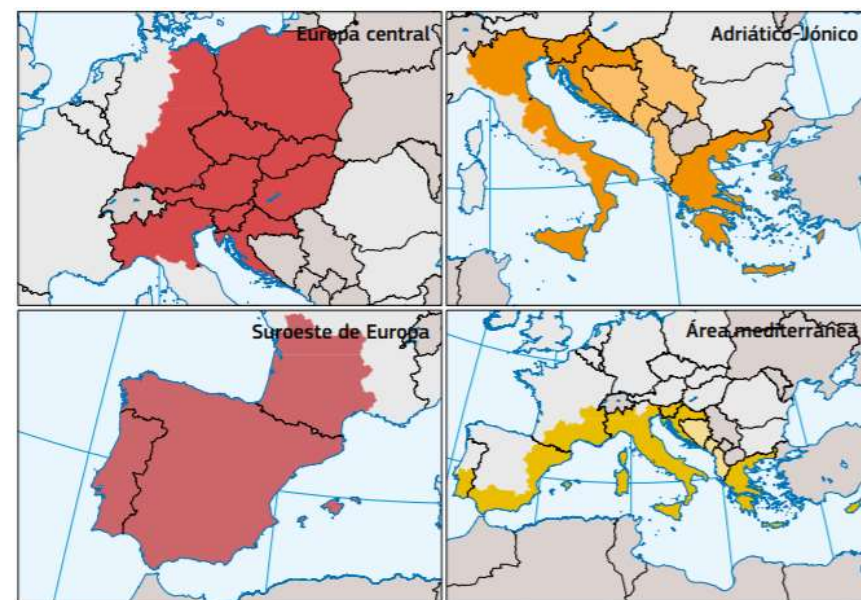 Europa central
Adriático-Jónico
Suroeste de Europa
Área mediterránea